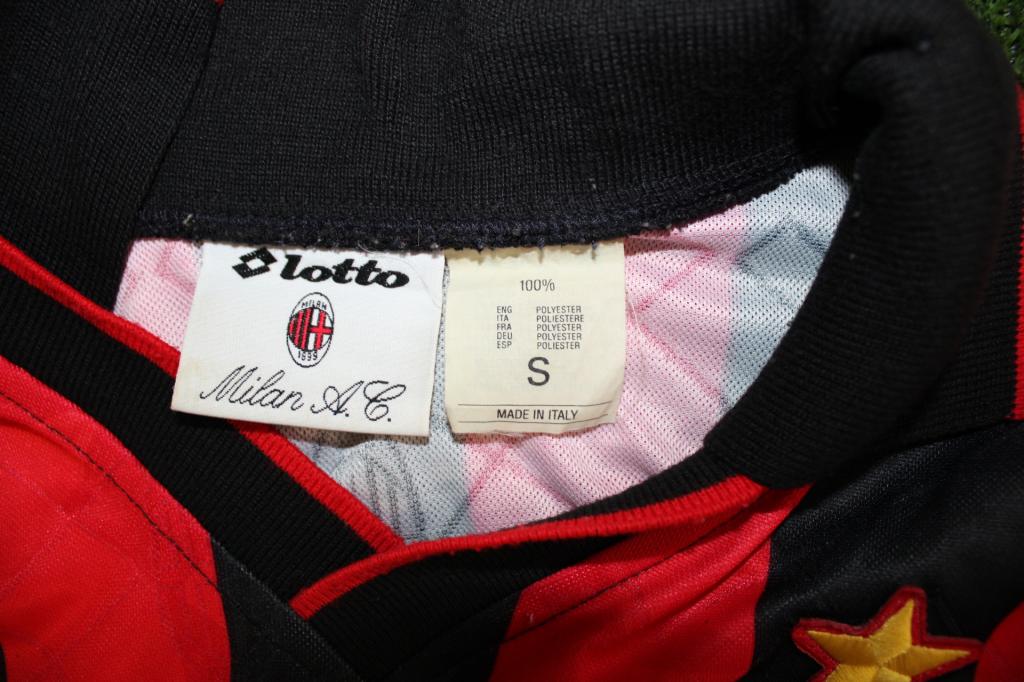 lotto
MILAN
1899
Milan A.C.
100%
ENG POLYESTER
ITA POLIESTERE
FRA POLYESTER
DEU POLYESTER
ESP POLIESTER
S
MADE IN ITALY